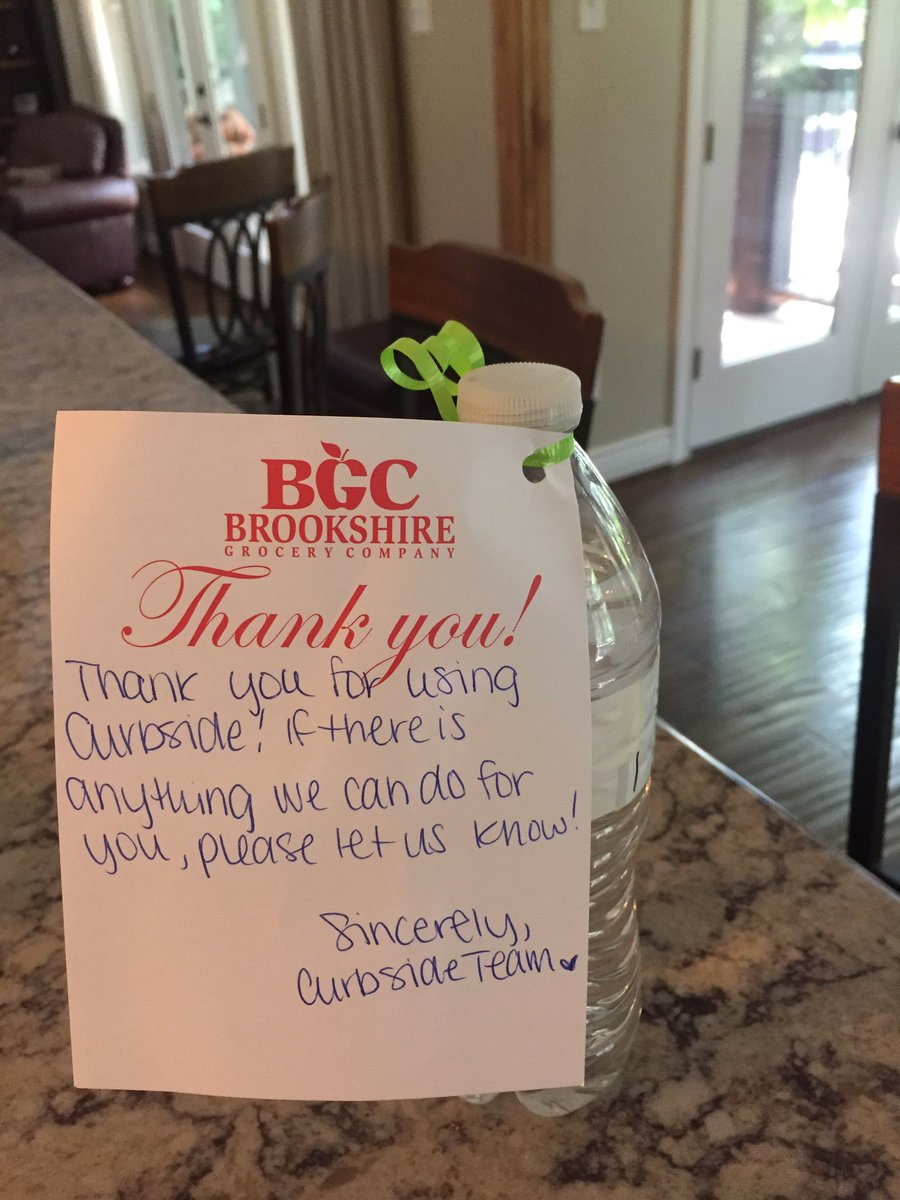 BGC
BROOKSHIRE
GROCERY COMPANY
Thank you!
Thank you for using
Curbside! If there is
anything we can do for
you, please let us know!
Sincerely,
Curbside Team